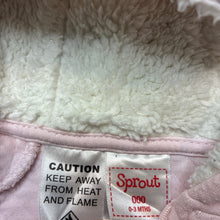 CAUTION
KEEP AWAY
FROM HEAT
AND FLAME
Sprout
000
0-3 MTHS